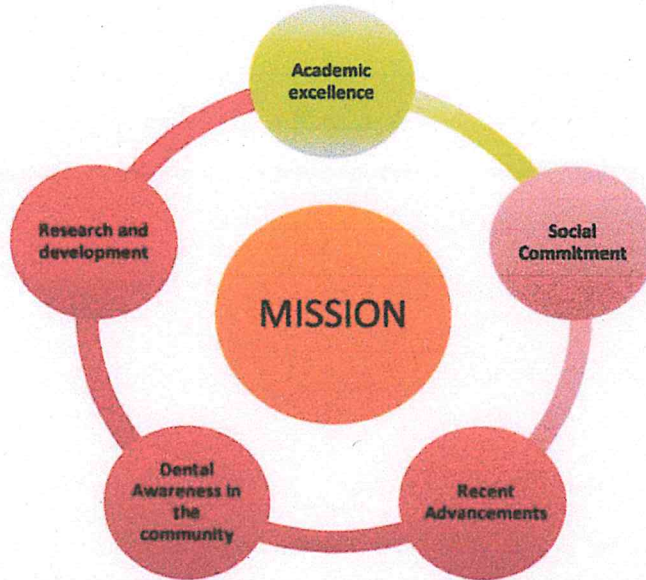 Academic
excellence
Social
Commitment
Recent
Advancements
Dental
Awareness in
the
community
Research and
development
MISSION